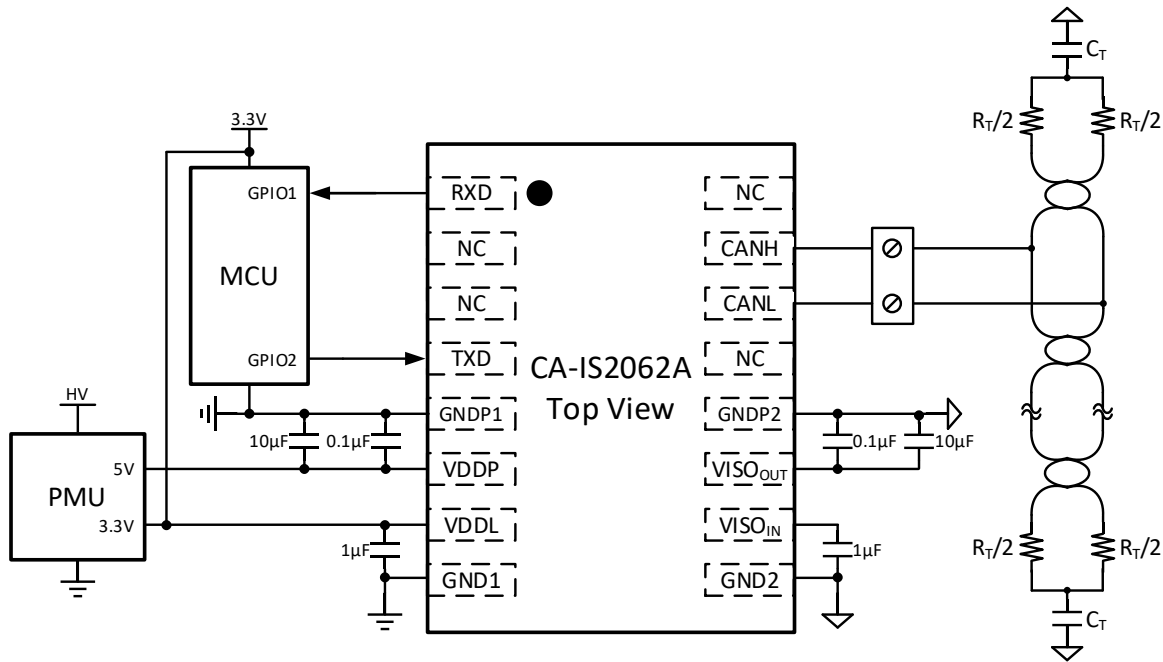 C_T
R_T/2
R_T/2
3.3V
GPIO1
MCU
GPIO2
RXD
NC
NC
TXD
GNDP1
VDDP
VDDL
GND1
CA-IS2062A
Top View
NC
CANH
CANL
NC
GNDP2
VISO_OUT
VISO_IN
GND2
HV
5V
PMU
3.3V
10μF
0.1μF
1μF
0.1μF
10μF
1μF
R_T/2
R_T/2
C_T